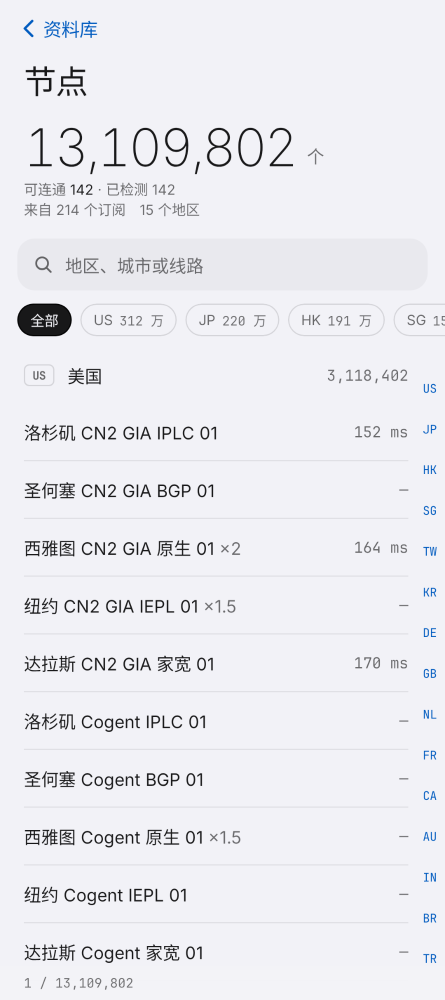 资料库
节点
13,109,802 个
可连通 142 · 已检测 142
来自 214 个订阅 15 个地区
地区、城市或线路
全部 US 312 万 JP 220 万 HK 191 万 SG
US 美国 3,118,402
US
洛杉矶 CN2 GIA IPLC 01 152 ms
JP
HK
圣何塞 CN2 GIA BGP 01 –
SG
西雅图 CN2 GIA 原生 01 ×2 164 ms
TW
KR
纽约 CN2 GIA IEPL 01 ×1.5 –
DE
达拉斯 CN2 GIA 家宽 01 170 ms
GB
NL
洛杉矶 Cogent IPLC 01 –
FR
圣何塞 Cogent BGP 01 –
CA
西雅图 Cogent 原生 01 ×1.5 –
AU
IN
纽约 Cogent IEPL 01 –
BR
达拉斯 Cogent 家宽 01 –
TR
1 / 13,109,802